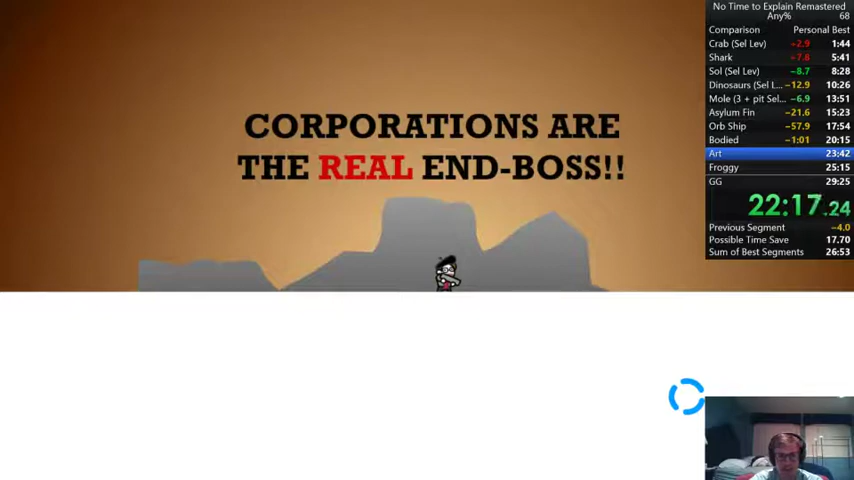 No Time to Explain Remastered
Any% 68
Comparison Personal Best
Crab (Sel Lev) -2.9 1:44
Shark -7.8 5:41
Sol (Sel Lev) -8.7 8:28
Dinosaurs (Sel L... -12.9 10:26
Mole (3 + pit Sel... -6.9 13:51
Asylum Fin -21.6 15:23
Orb Ship -57.9 17:54
Bodied -1:01 20:15
Art 23:42
Froggy 25:15
GG 29:25
22:17.24
Previous Segment -4.0
Possible Time Save 17.70
Sum of Best Segments 26:53
CORPORATIONS ARE
THE REAL END-BOSS!!